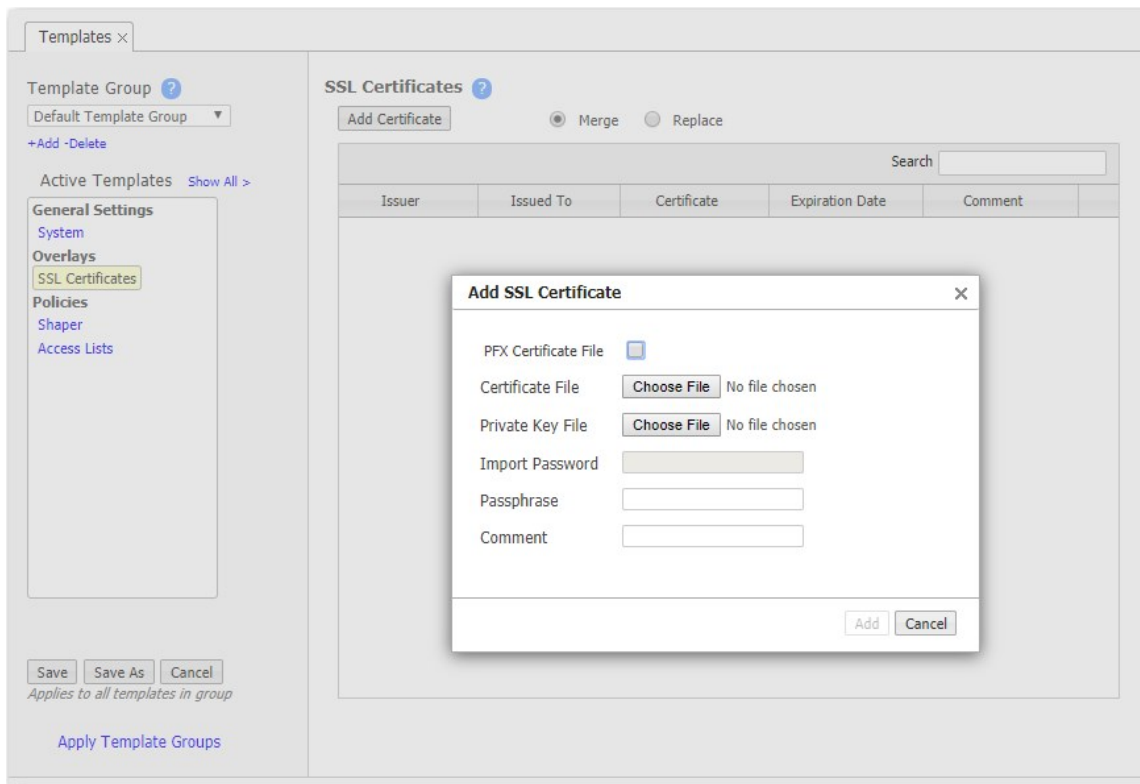 Templates ×
Template Group ?
Default Template Group ▼
+Add -Delete
Active Templates Show All >
General Settings
System
Overlays
SSL Certificates
Policies
Shaper
Access Lists
Save Save As Cancel
Applies to all templates in group
Apply Template Groups
SSL Certificates ?
Add Certificate Merge Replace
Search
Issuer Issued To Certificate Expiration Date Comment
Add SSL Certificate ×
PFX Certificate File
Certificate File Choose File No file chosen
Private Key File Choose File No file chosen
Import Password
Passphrase
Comment
Add Cancel